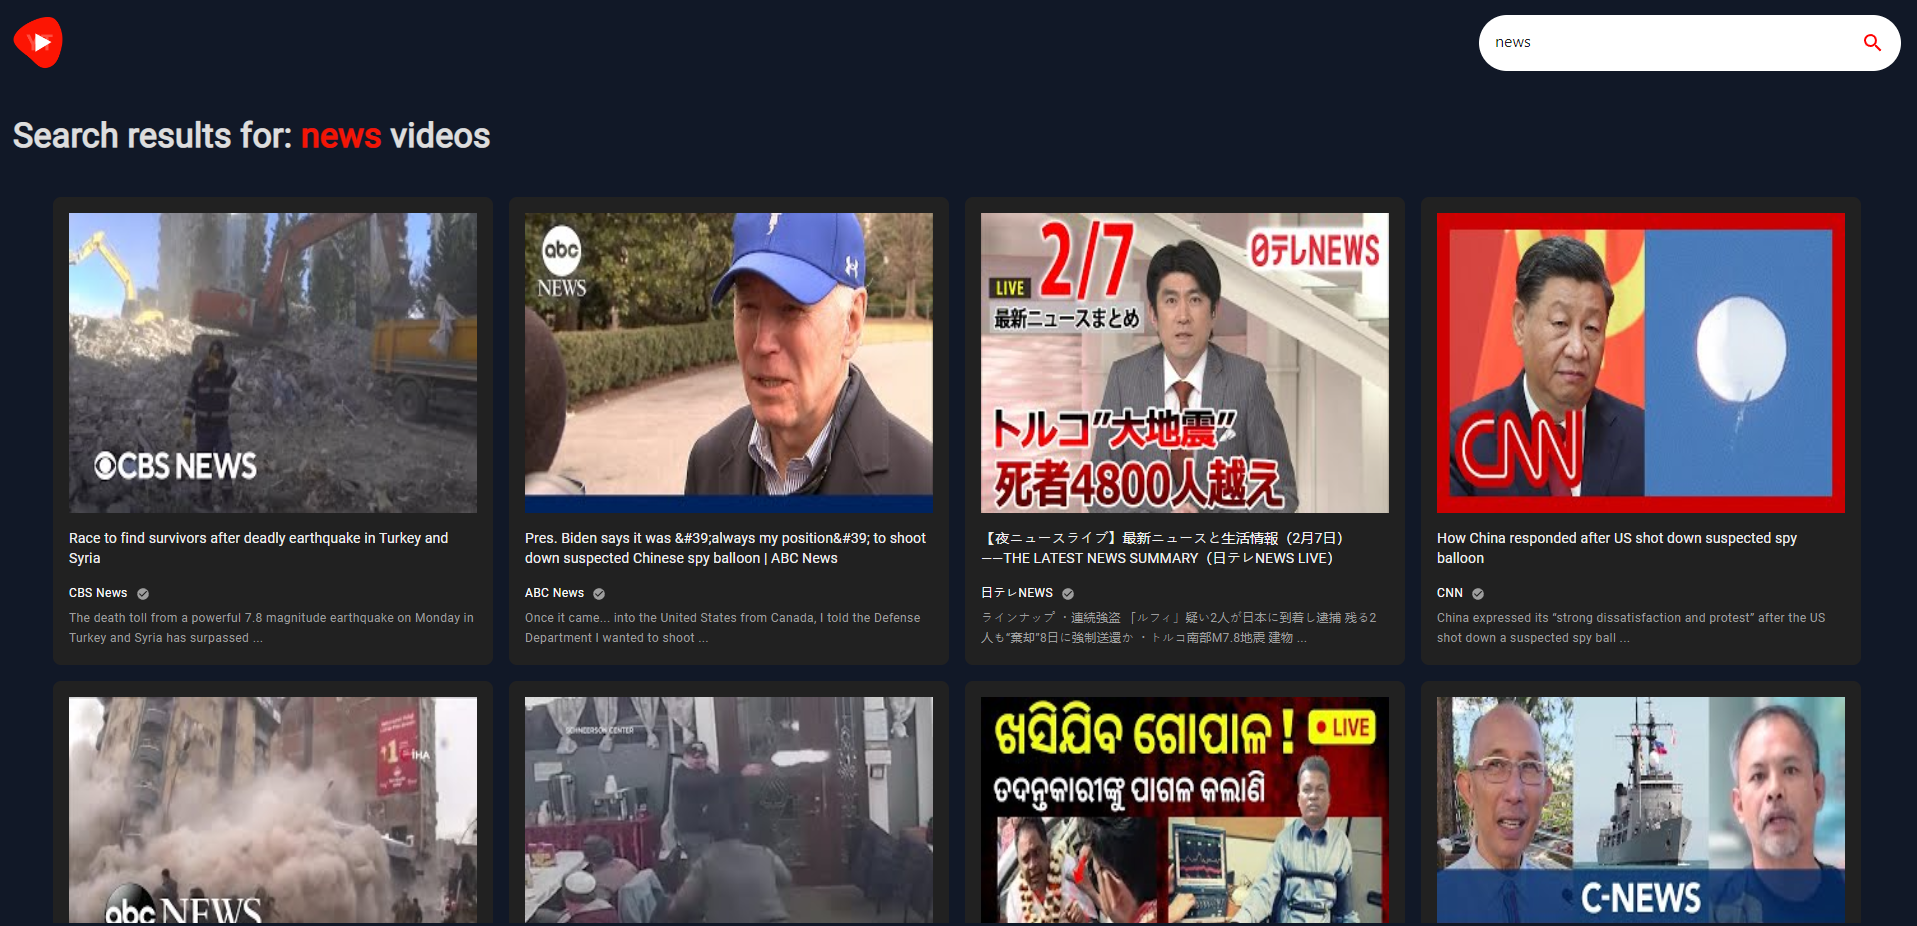 news
Search results for: news videos
abc
NEWS
CBS NEWS
LIVE
2/7
日テレNEWS
最新ニュースまとめ
トルコ“大地震”
死者4800人越え
CNN
Race to find survivors after deadly earthquake in Turkey and
Syria
CBS News
The death toll from a powerful 7.8 magnitude earthquake on Monday in
Turkey and Syria has surpassed ...
Pres. Biden says it was &#39;always my position&#39; to shoot
down suspected Chinese spy balloon | ABC News
ABC News
Once it came... into the United States from Canada, I told the Defense
Department I wanted to shoot ...
【夜ニュースライブ】最新ニュースと生活情報（2月7日）
——THE LATEST NEWS SUMMARY（日テレNEWS LIVE）
日テレNEWS
ラインナップ ・連続強盗 「ルフィ」疑い2人が日本に到着し逮捕 残る2
人も“棄却”8日に強制送還か ・トルコ南部M7.8地震 建物 ...
How China responded after US shot down suspected spy
balloon
CNN
China expressed its “strong dissatisfaction and protest” after the US
shot down a suspected spy ball ...
İHA
abc NEWS
SCHNEERSON CENTER
ଖସିଯିବ ଗୋପାଳ !
LIVE
ତଦନ୍ତକାରୀଙ୍କୁ ପାଗଳ କଲାଣି
C-NEWS